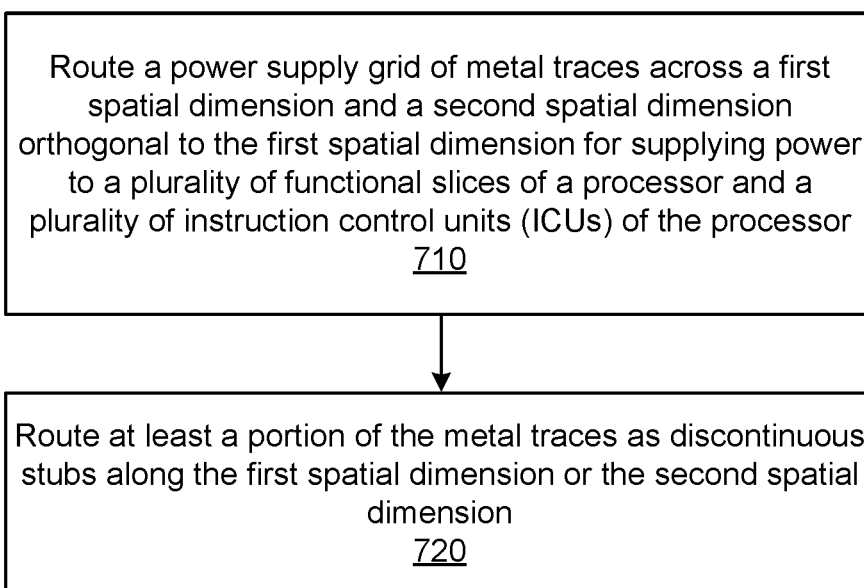 Route a power supply grid of metal traces across a first
spatial dimension and a second spatial dimension
orthogonal to the first spatial dimension for supplying power
to a plurality of functional slices of a processor and a
plurality of instruction control units (ICUs) of the processor
710
Route at least a portion of the metal traces as discontinuous
stubs along the first spatial dimension or the second spatial
dimension
720